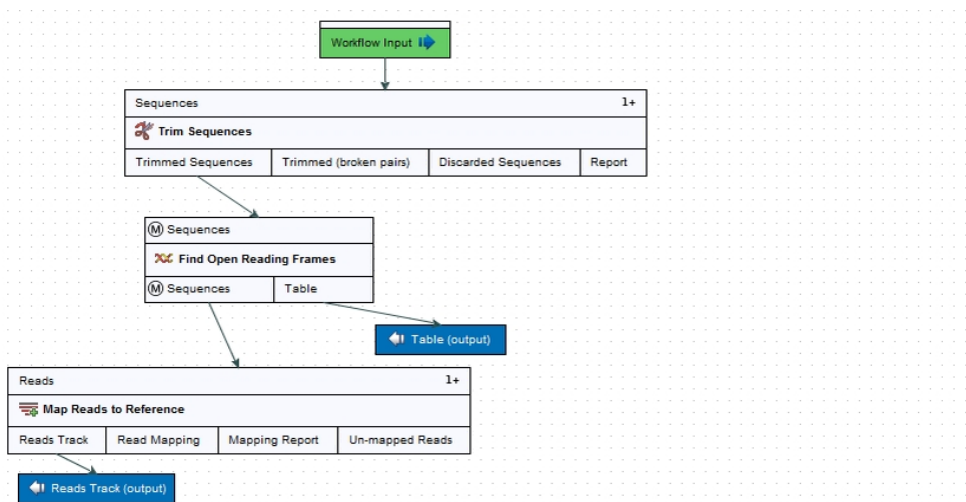 Workflow Input
Sequences 1+
Trim Sequences
Trimmed Sequences Trimmed (broken pairs) Discarded Sequences Report
M Sequences
Find Open Reading Frames
M Sequences Table
Table (output)
Reads 1+
Map Reads to Reference
Reads Track Read Mapping Mapping Report Un-mapped Reads
Reads Track (output)